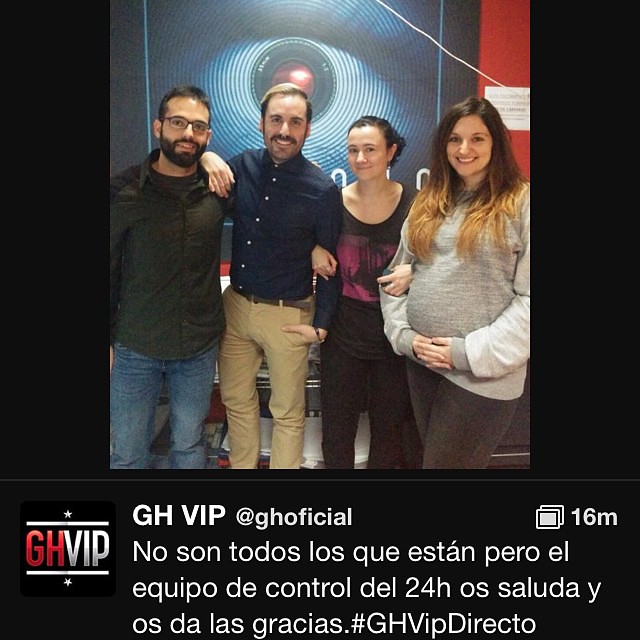 GH VIP @ghoficial 16m
GHVIP
No son todos los que están pero el
equipo de control del 24h os saluda y
os da las gracias.#GHVipDirecto